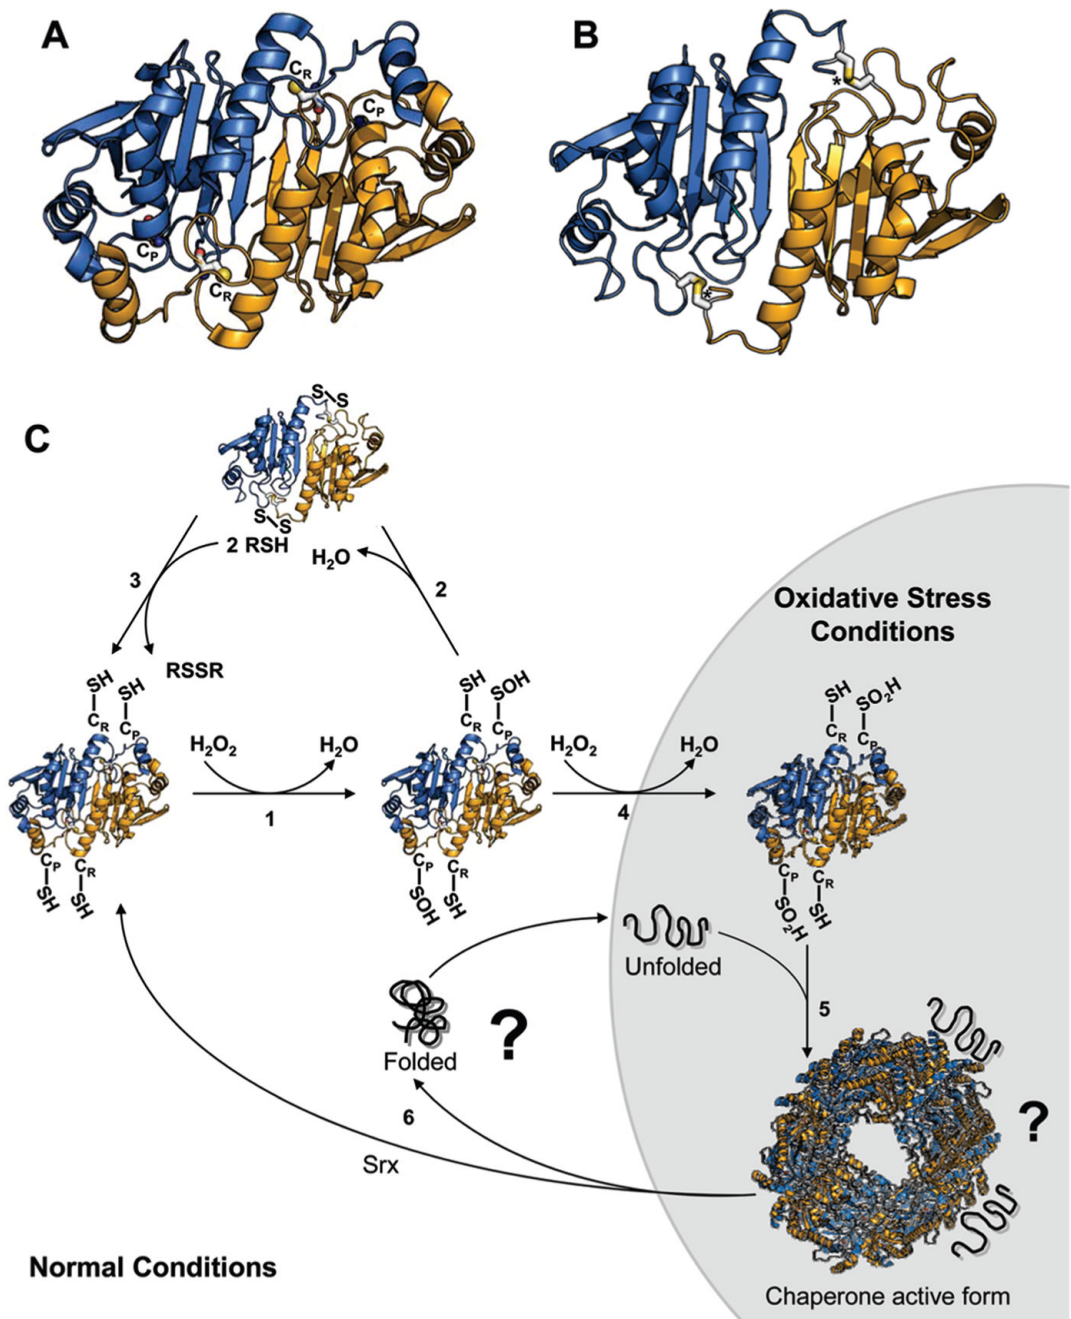 A
B
C_R
C_P
C_P
C_R
*
*
C
S
S
S
S
2 RSH
H₂O
3
2
RSSR
Oxidative Stress
Conditions
SH
SH
C_R
C_P
SH
SOH
C_R
C_P
SH
SO₂H
C_R
C_P
H₂O₂
H₂O
1
H₂O₂
H₂O
4
C_P
SH
C_R
SH
C_P
SOH
C_R
SH
C_P
SO₂H
C_R
SH
Unfolded
5
Folded
?
6
Srx
?
Normal Conditions
Chaperone active form